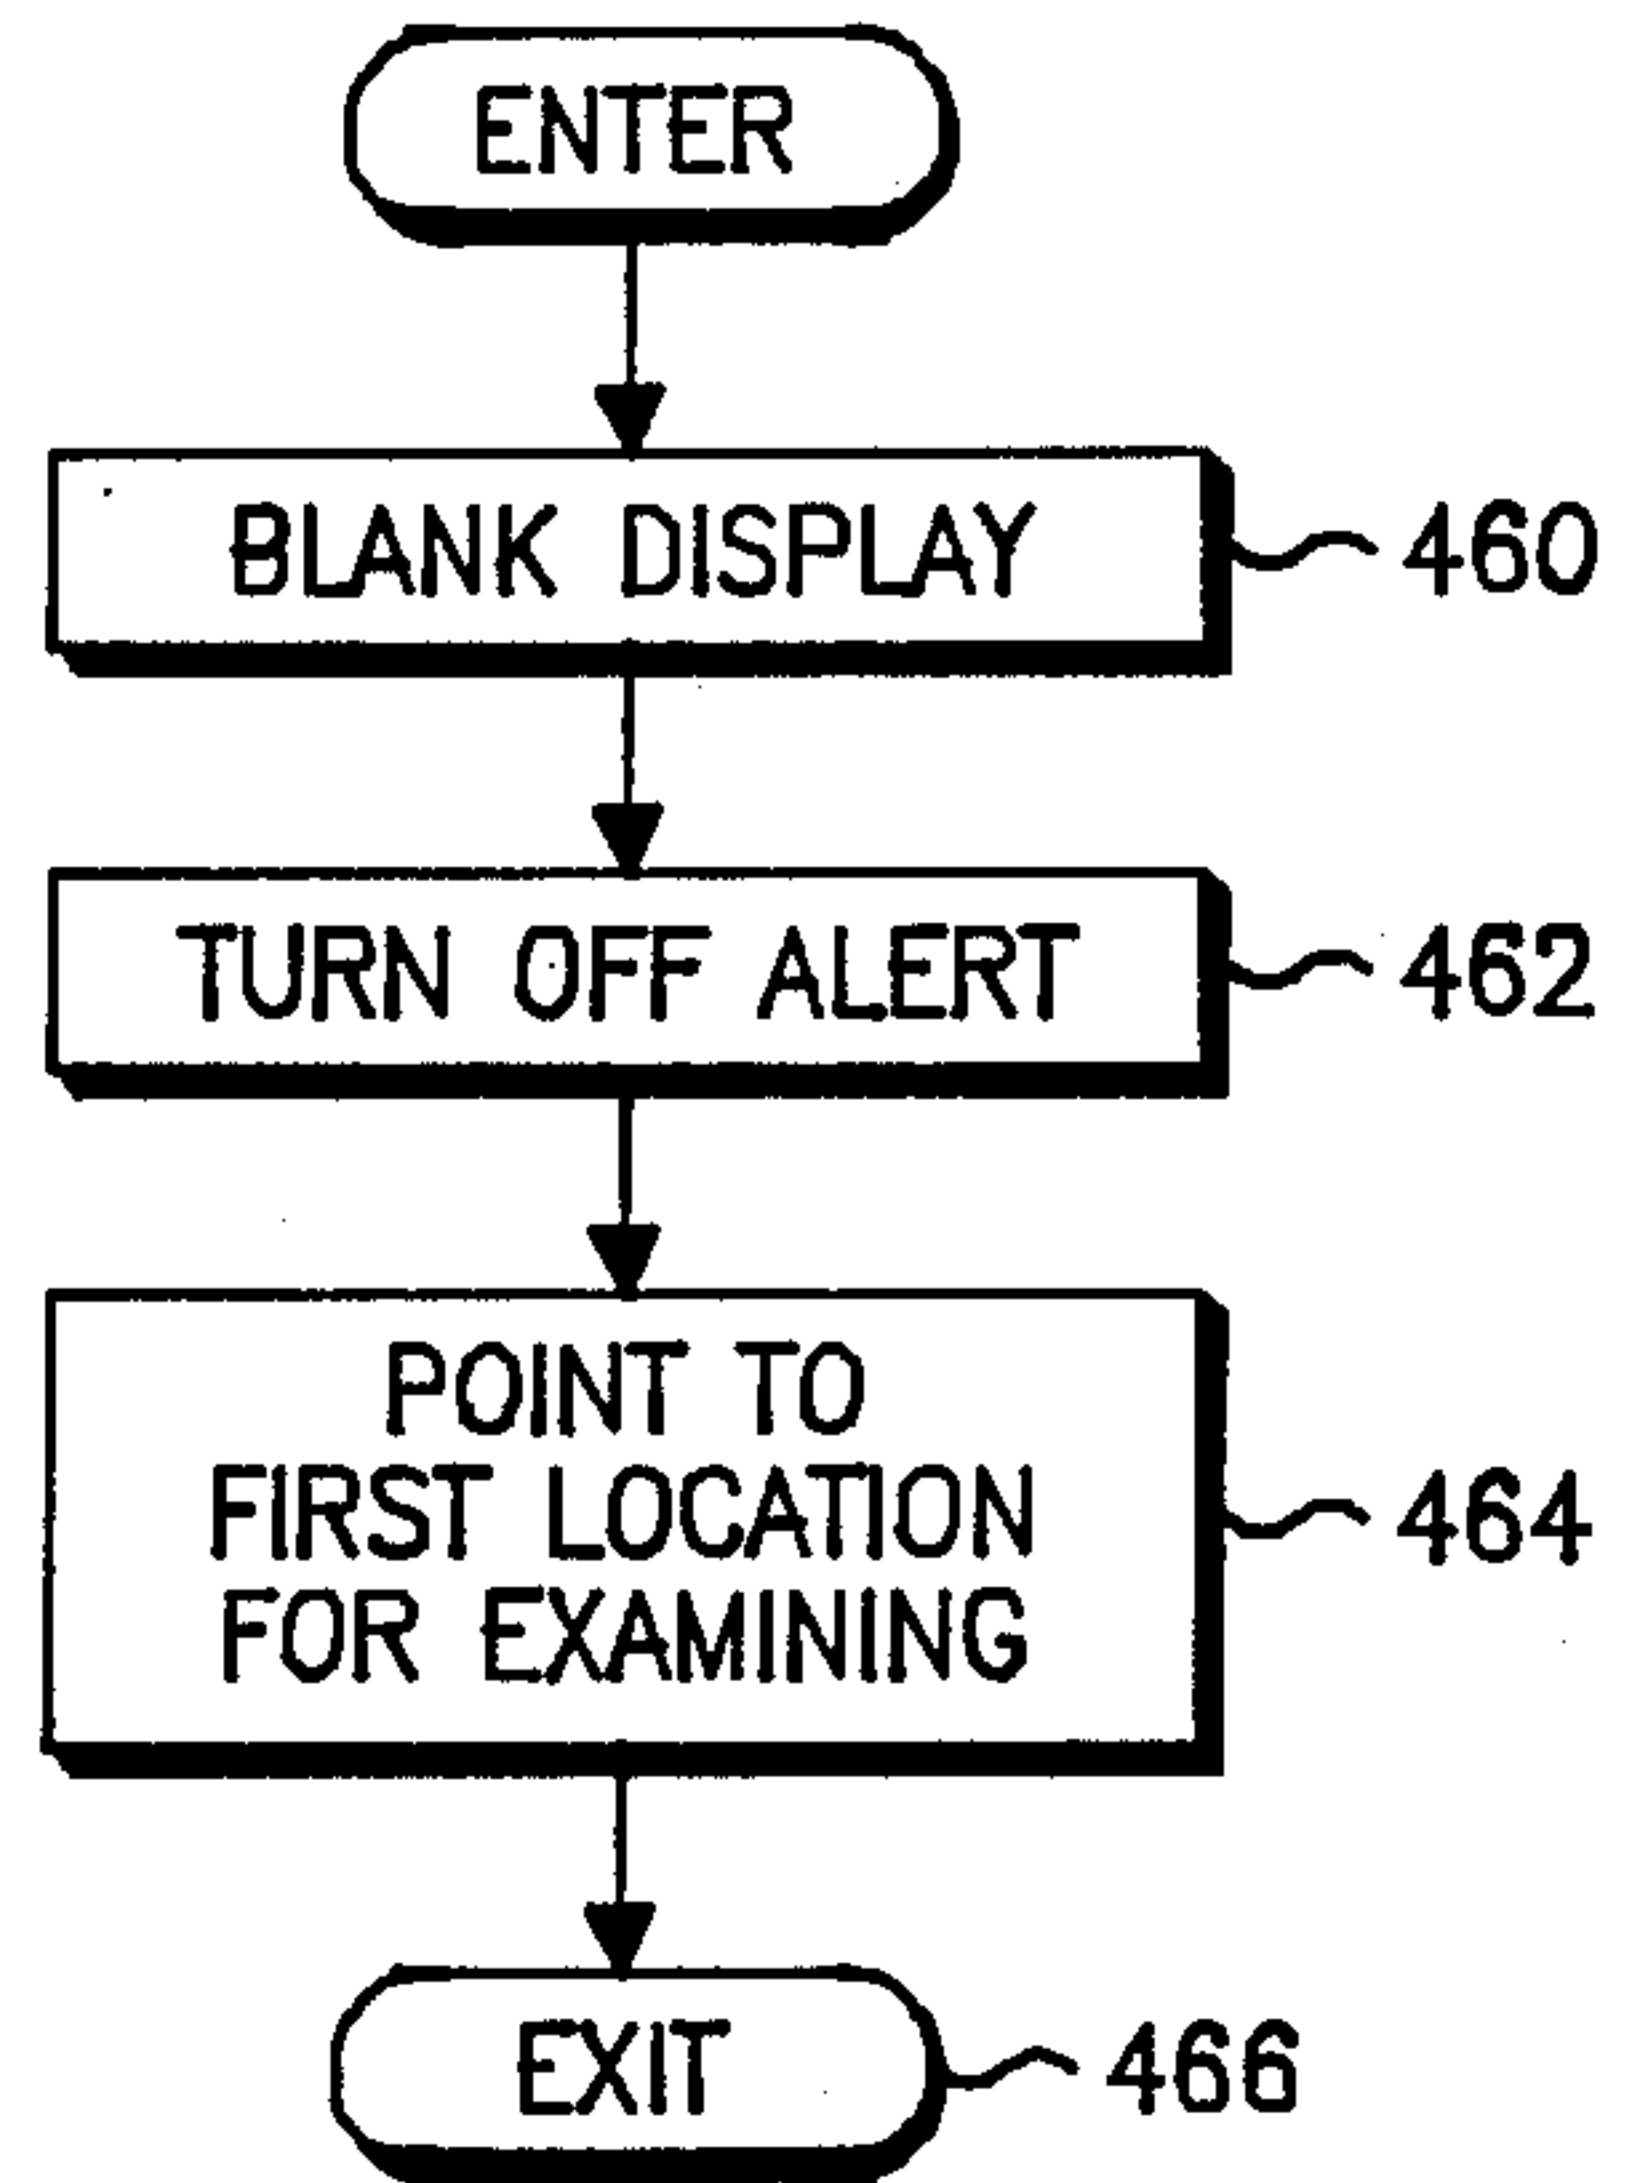 ENTER
BLANK DISPLAY
460
TURN OFF ALERT
462
POINT TO
FIRST LOCATION
FOR EXAMINING
464
EXIT
466